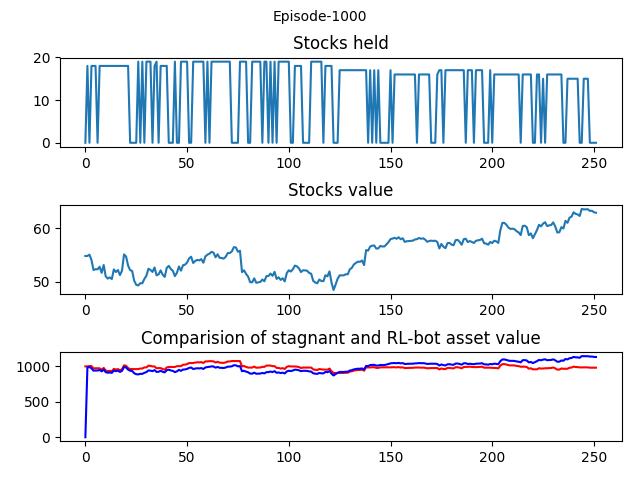 Episode-1000
Stocks held
20
10
0
0 50 100 150 200 250
Stocks value
60
50
0 50 100 150 200 250
Comparision of stagnant and RL-bot asset value
1000
500
0
0 50 100 150 200 250